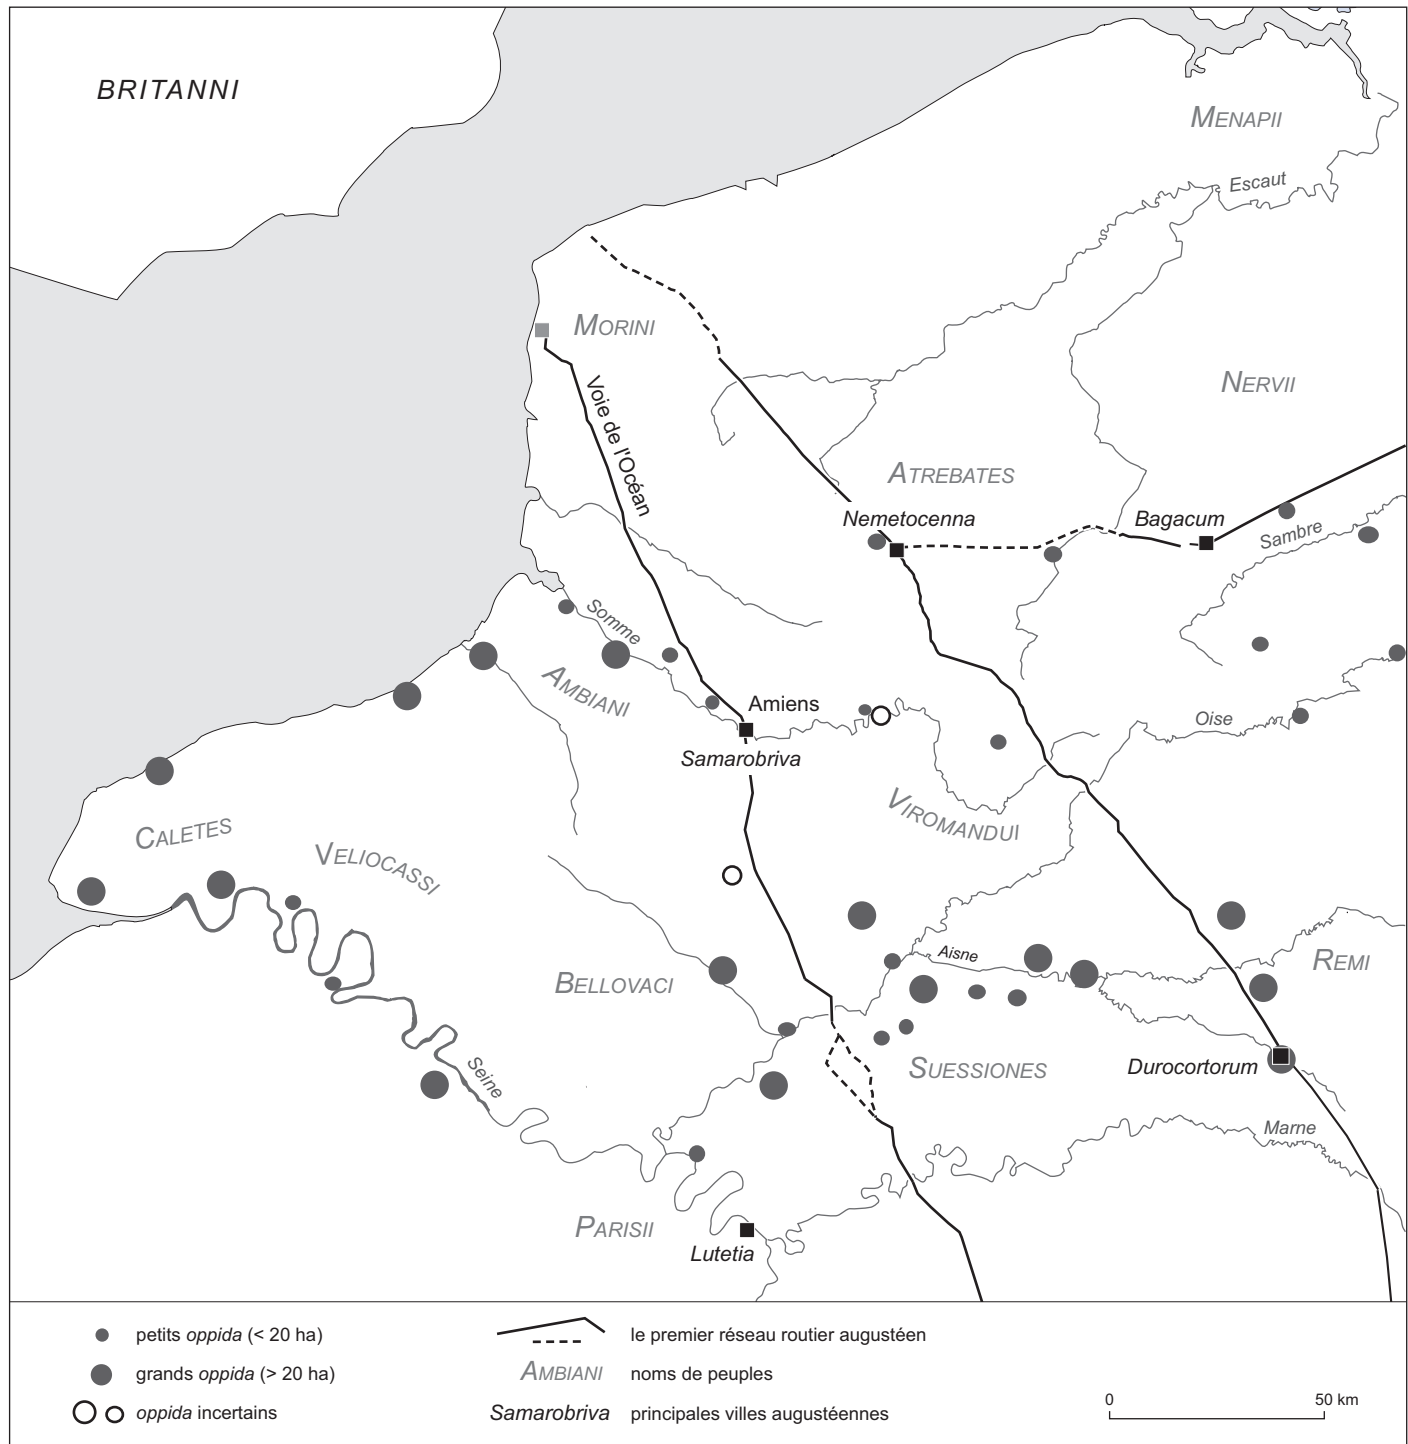 BRITANNI
MENAPII
Escaut
MORINI
NERVII
Voie de l'Océan
ATREBATES
Nemetocenna
Bagacum
Sambre
Somme
AMBIANI
Amiens
Oise
Samarobriva
VIROMANDUI
CALETES
VELIOCASSI
Aisne
REMI
BELLOVACI
Seine
SUESSIONES
Durocortorum
Marne
PARISII
Lutetia
petits oppida (< 20 ha)
grands oppida (> 20 ha)
oppida incertains
le premier réseau routier augustéen
AMBIANI noms de peuples
Samarobriva principales villes augustéennes
0 50 km